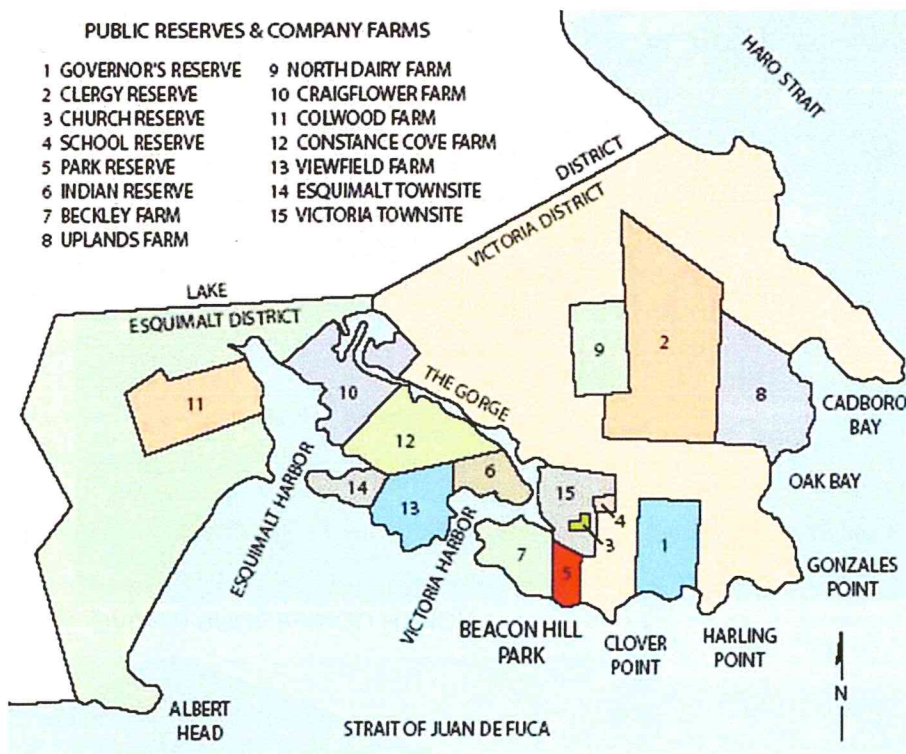 PUBLIC RESERVES & COMPANY FARMS
1 GOVERNOR'S RESERVE
2 CLERGY RESERVE
3 CHURCH RESERVE
4 SCHOOL RESERVE
5 PARK RESERVE
6 INDIAN RESERVE
7 BECKLEY FARM
8 UPLANDS FARM
9 NORTH DAIRY FARM
10 CRAIGFLOWER FARM
11 COLWOOD FARM
12 CONSTANCE COVE FARM
13 VIEWFIELD FARM
14 ESQUIMALT TOWNSITE
15 VICTORIA TOWNSITE
HARO STRAIT
DISTRICT
VICTORIA DISTRICT
LAKE
ESQUIMALT DISTRICT
9
2
8
10
11
THE GORGE
CADBORO
BAY
12
6
14
13
15
4
3
OAK BAY
ESQUIMALT HARBOR
VICTORIA HARBOR
7
5
1
GONZALES
POINT
BEACON HILL
PARK
CLOVER
POINT
HARLING
POINT
N
ALBERT
HEAD
STRAIT OF JUAN DE FUCA